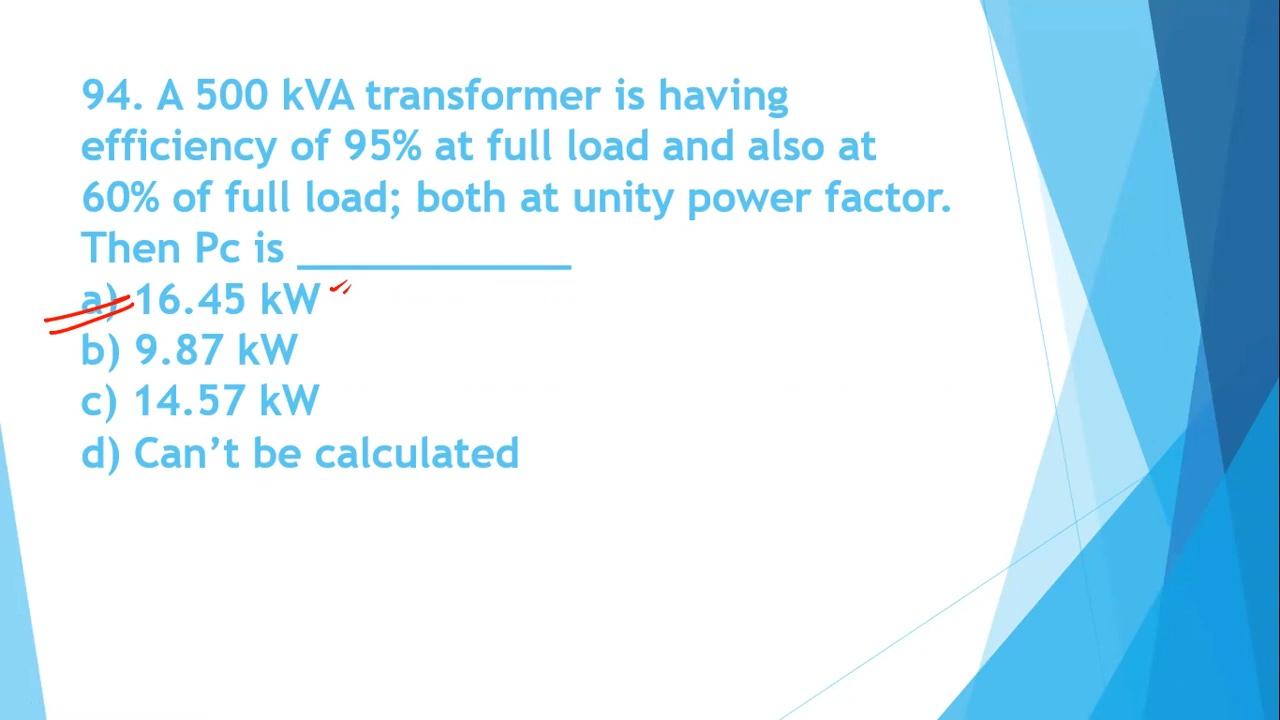 94. A 500 kVA transformer is having
efficiency of 95% at full load and also at
60% of full load; both at unity power factor.
Then Pc is ____________
a) 16.45 kW
b) 9.87 kW
c) 14.57 kW
d) Can’t be calculated